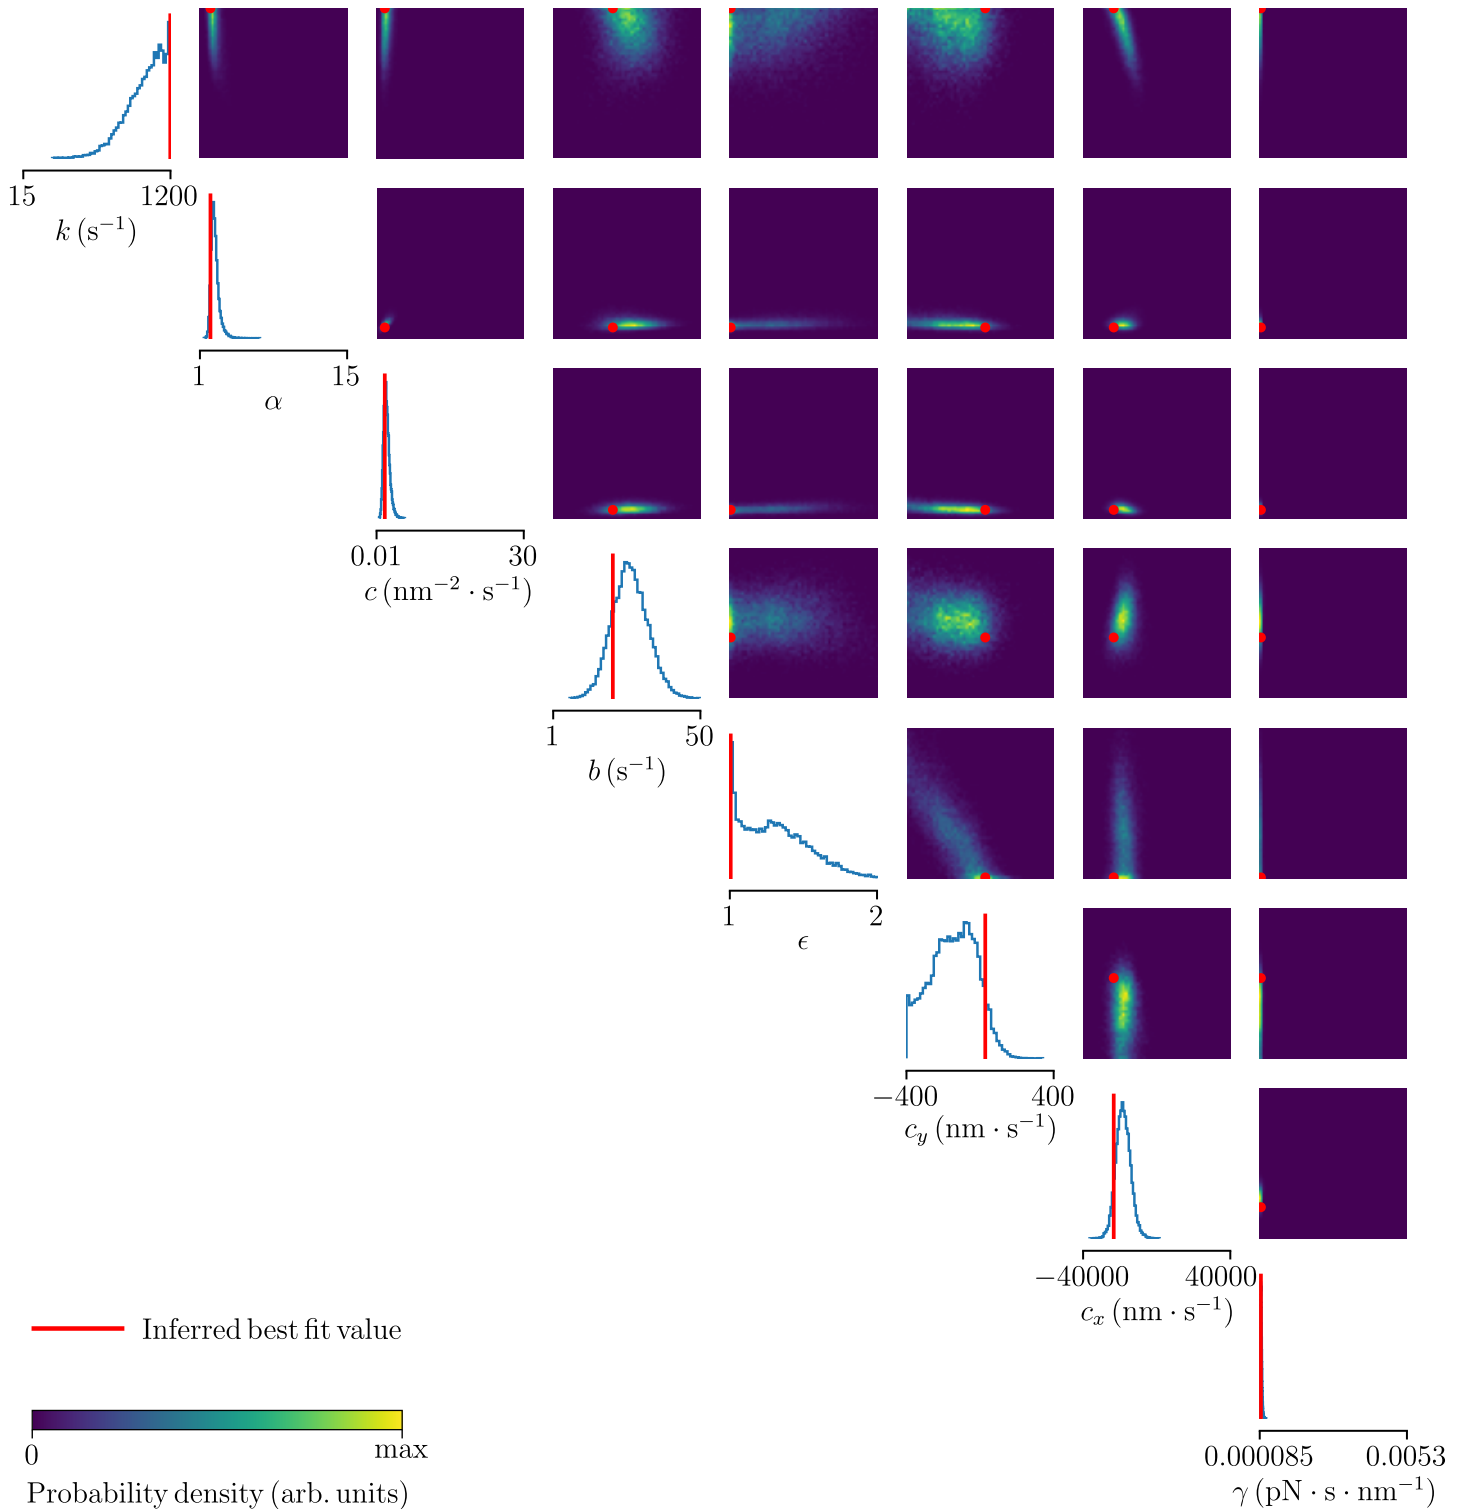 15 1200
k (s⁻¹)
1 15
α
0.01 30
c (nm⁻² · s⁻¹)
1 50
b (s⁻¹)
1 2
ϵ
−400 400
c_y (nm · s⁻¹)
−40000 40000
c_x (nm · s⁻¹)
Inferred best fit value
0 max
Probability density (arb. units)
0.000085 0.0053
γ (pN · s · nm⁻¹)